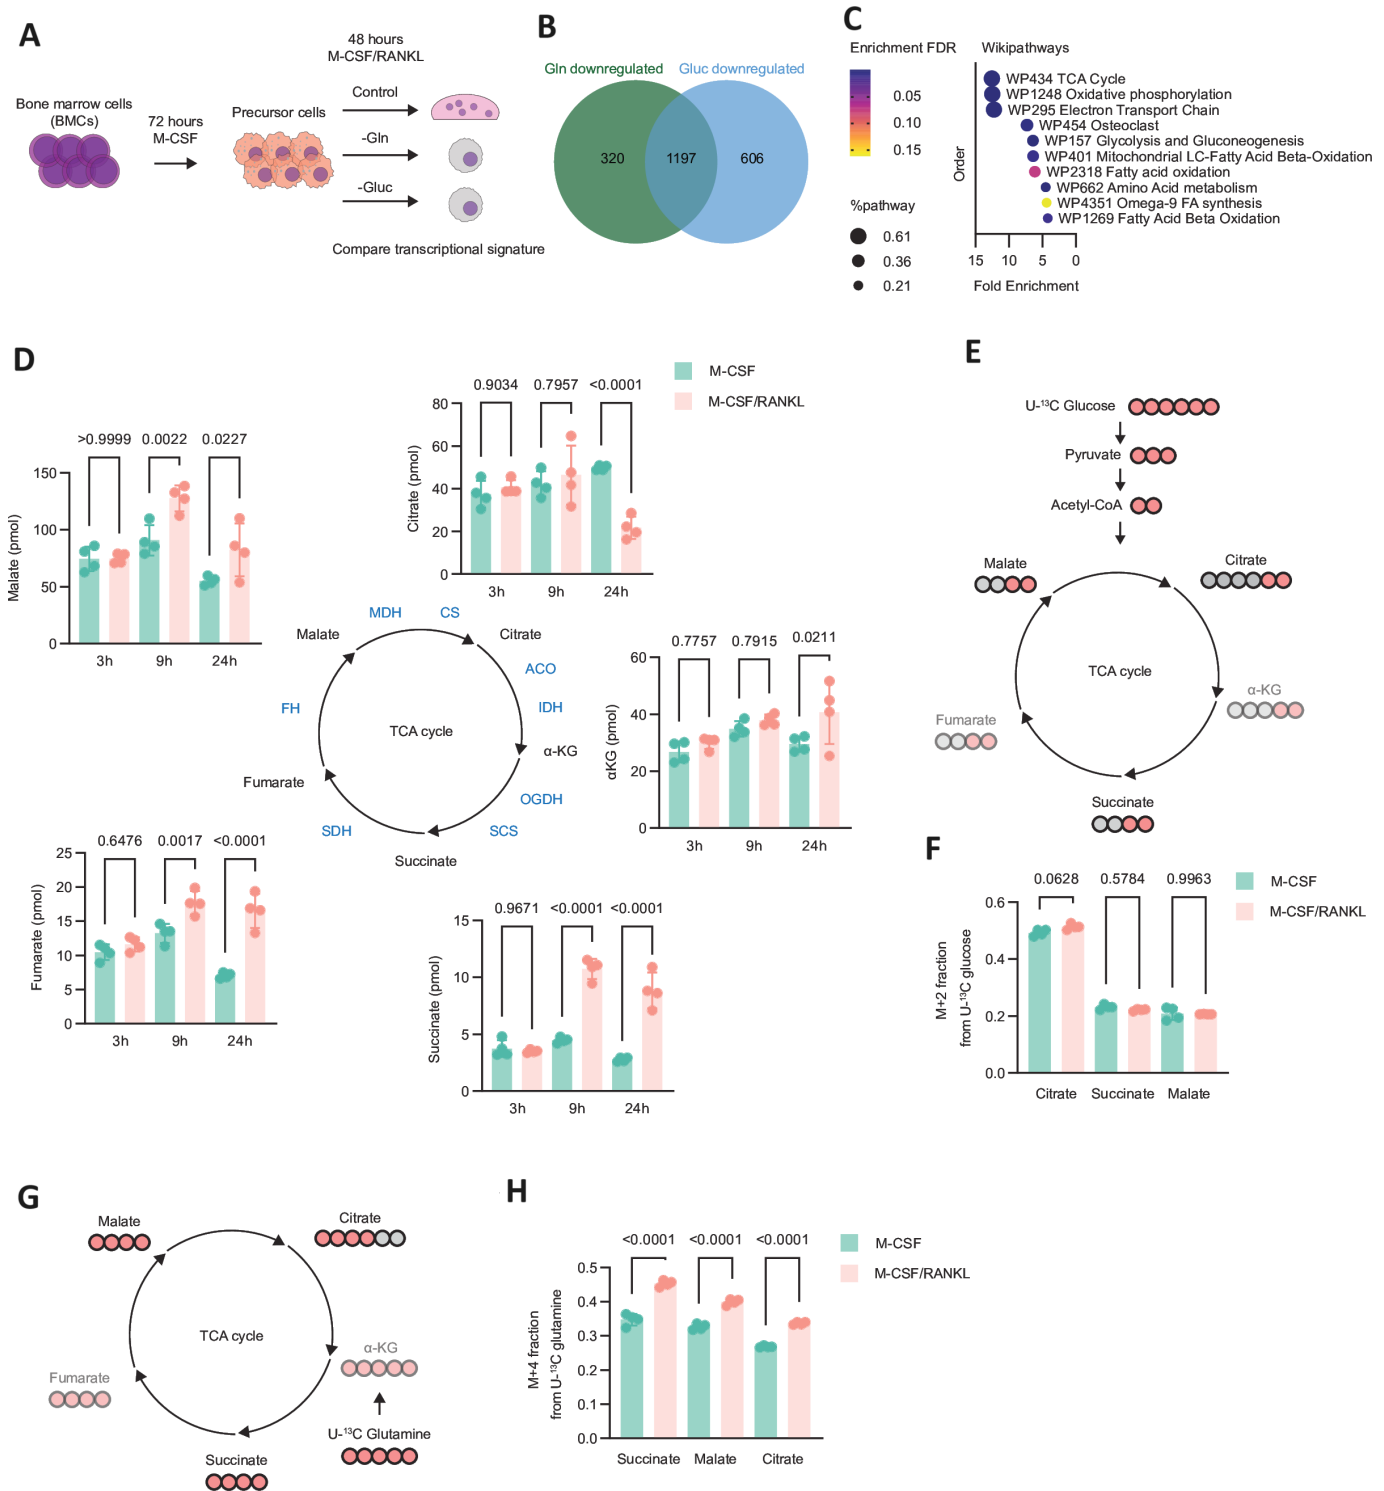 A
48 hours
M-CSF/RANKL
Bone marrow cells
(BMCs)
72 hours
M-CSF
Precursor cells
Control
-Gln
-Gluc
Compare transcriptional signature
B
Gln downregulated
Gluc downregulated
320
1197
606
C
Enrichment FDR
0.05
0.10
0.15
%pathway
0.61
0.36
0.21
Wikipathways
WP434 TCA Cycle
WP1248 Oxidative phosphorylation
WP295 Electron Transport Chain
WP454 Osteoclast
WP157 Glycolysis and Gluconeogenesis
WP401 Mitochondrial LC-Fatty Acid Beta-Oxidation
WP2318 Fatty acid oxidation
WP662 Amino Acid metabolism
WP4351 Omega-9 FA synthesis
WP1269 Fatty Acid Beta Oxidation
Order
15 10 5 0
Fold Enrichment
D
M-CSF
M-CSF/RANKL
>0.9999 0.0022 0.0227
Malate (pmol)
150
100
50
0
3h 9h 24h
0.9034 0.7957 <0.0001
Citrate (pmol)
80
60
40
20
0
3h 9h 24h
MDH
CS
Malate
Citrate
ACO
IDH
FH
TCA cycle
α-KG
Fumarate
OGDH
SDH
SCS
Succinate
0.7757 0.7915 0.0211
αKG (pmol)
60
40
20
0
3h 9h 24h
0.6476 0.0017 <0.0001
Fumarate (pmol)
25
20
15
10
5
0
3h 9h 24h
0.9671 <0.0001 <0.0001
Succinate (pmol)
15
10
5
0
3h 9h 24h
E
U-¹³C Glucose
Pyruvate
Acetyl-CoA
Malate
Citrate
TCA cycle
α-KG
Fumarate
Succinate
F
0.0628 0.5784 0.9963
M-CSF
M-CSF/RANKL
M+2 fraction
from U-¹³C glucose
0.6
0.4
0.2
0.0
Citrate Succinate Malate
G
Malate
Citrate
TCA cycle
α-KG
Fumarate
U-¹³C Glutamine
Succinate
H
<0.0001 <0.0001 <0.0001
M-CSF
M-CSF/RANKL
M+4 fraction
from U-¹³C glutamine
0.5
0.4
0.3
0.2
0.1
0.0
Succinate Malate Citrate